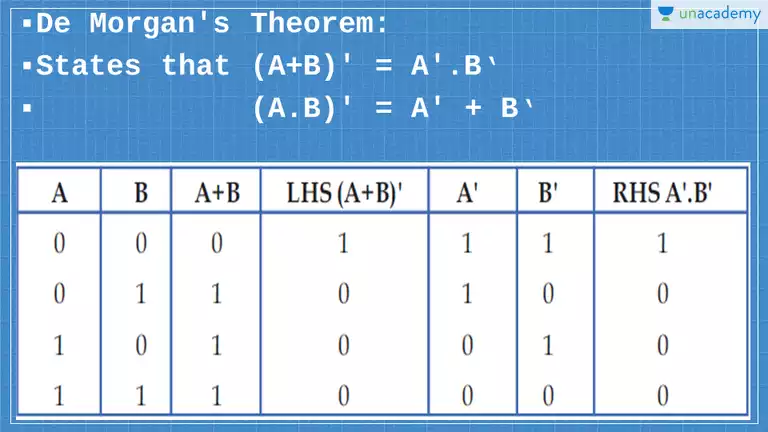 unacademy
▪De Morgan's Theorem:
▪States that (A+B)' = A'.B‵
▪ (A.B)' = A' + B‵
A B A+B LHS (A+B)' A' B' RHS A'.B'
0 0 0 1 1 1 1
0 1 1 0 1 0 0
1 0 1 0 0 1 0
1 1 1 0 0 0 0